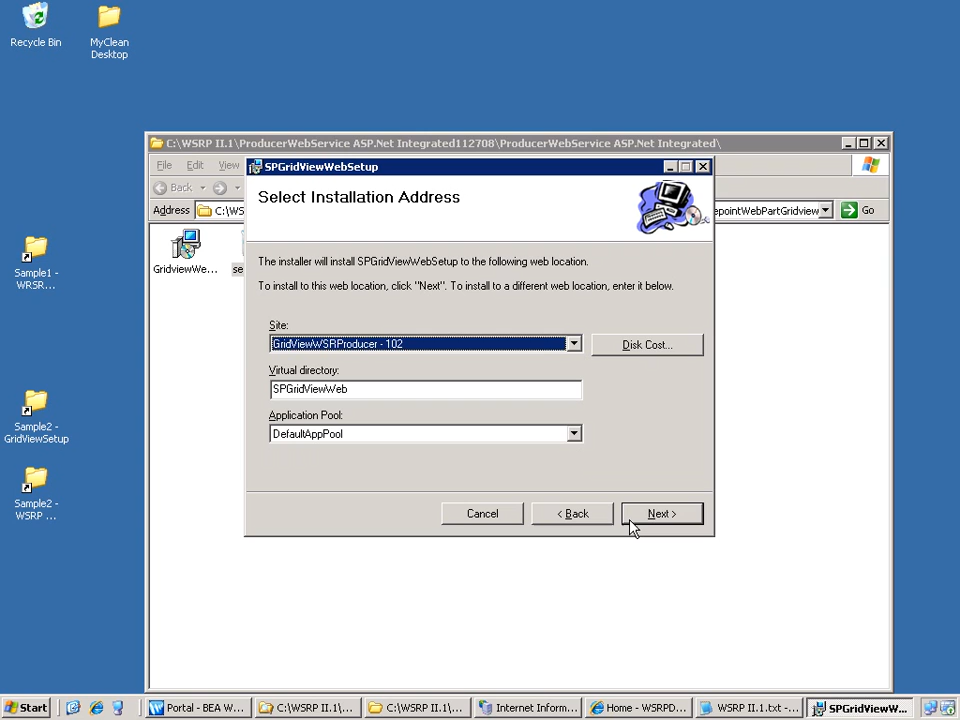 Recycle Bin
MyClean
Desktop
C:\WSRP II.1\ProducerWebService ASP.Net Integrated112708\ProducerWebService ASP.Net Integrated\
File Edit View
Back
Address C:\WS
epointWebPartGridview
Go
GridviewWe...
se
SPGridViewWebSetup
Select Installation Address
The installer will install SPGridViewWebSetup to the following web location.
To install to this web location, click "Next". To install to a different web location, enter it below.
Site:
GridViewWSRProducer - 102
Disk Cost...
Virtual directory:
SPGridViewWeb
Application Pool:
DefaultAppPool
Cancel
< Back
Next >
Sample1 -
WRSR...
Sample2 -
GridViewSetup
Sample2 -
WSRP ...
Start
Portal - BEA W...
C:\WSRP II.1\...
C:\WSRP II.1\...
Internet Inform...
Home - WSRPD...
WSRP II.1.txt -...
SPGridViewW...